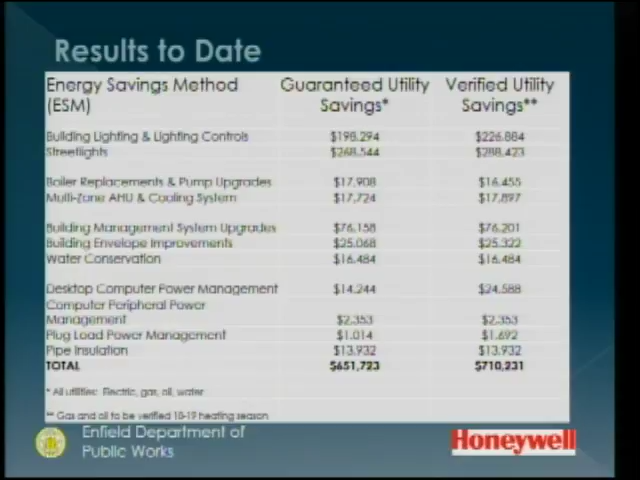 Results to Date
Energy Savings Method (ESM) Guaranteed Utility Savings* Verified Utility Savings**
Building Lighting & Lighting Controls $198,294 $226,884
Streetlights $268,544 $288,423
Boiler Replacements & Pump Upgrades $17,908 $16,455
Multi-Zone AHU & Cooling System $17,724 $17,897
Building Management System Upgrades $76,158 $76,201
Building Envelope Improvements $25,068 $25,322
Water Conservation $16,484 $16,484
Desktop Computer Power Management $14,244 $24,588
Computer Peripheral Power Management $2,353 $2,353
Plug Load Power Management $1,014 $1,692
Pipe Insulation $13,932 $13,932
TOTAL $651,723 $710,231
* All utilities: Electric, gas, oil, water
** Gas and oil to be verified 18-19 heating season
Enfield Department of
Public Works
Honeywell